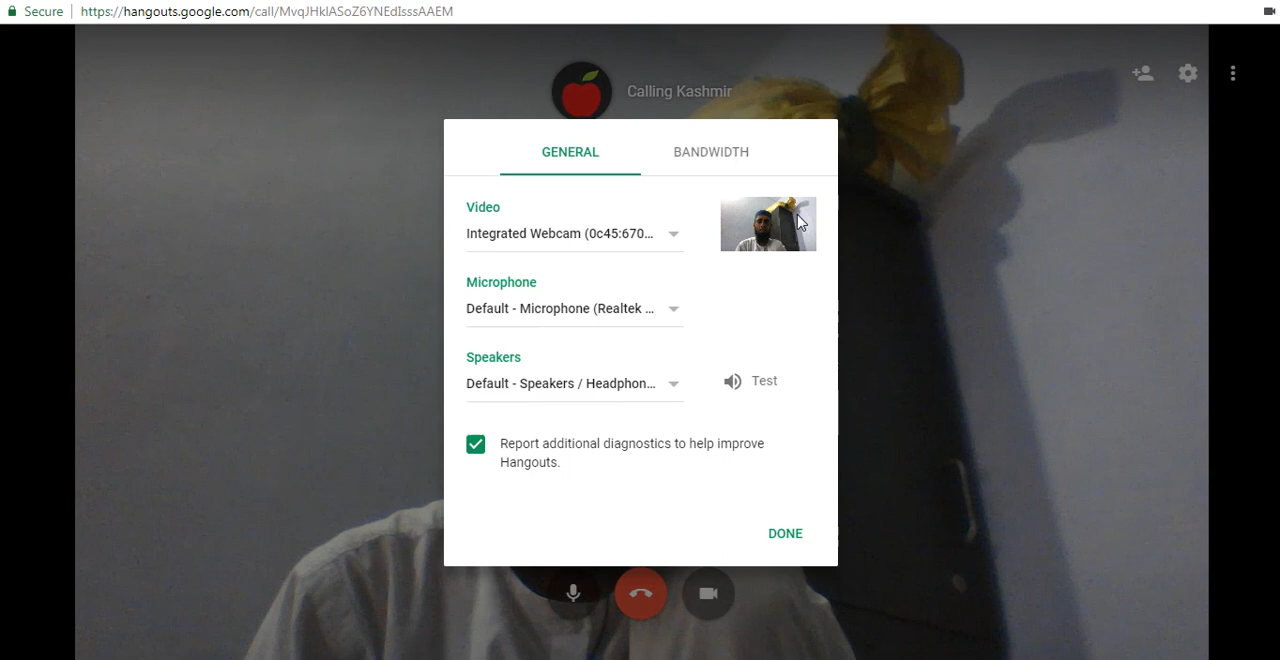 Secure
https://hangouts.google.com/call/MvqJHklASoZ6YNEdIsssAAEM
Calling Kashmir
GENERAL
BANDWIDTH
Video
Integrated Webcam (0c45:670...
Microphone
Default - Microphone (Realtek ...
Speakers
Default - Speakers / Headphon...
Test
Report additional diagnostics to help improve
Hangouts.
DONE